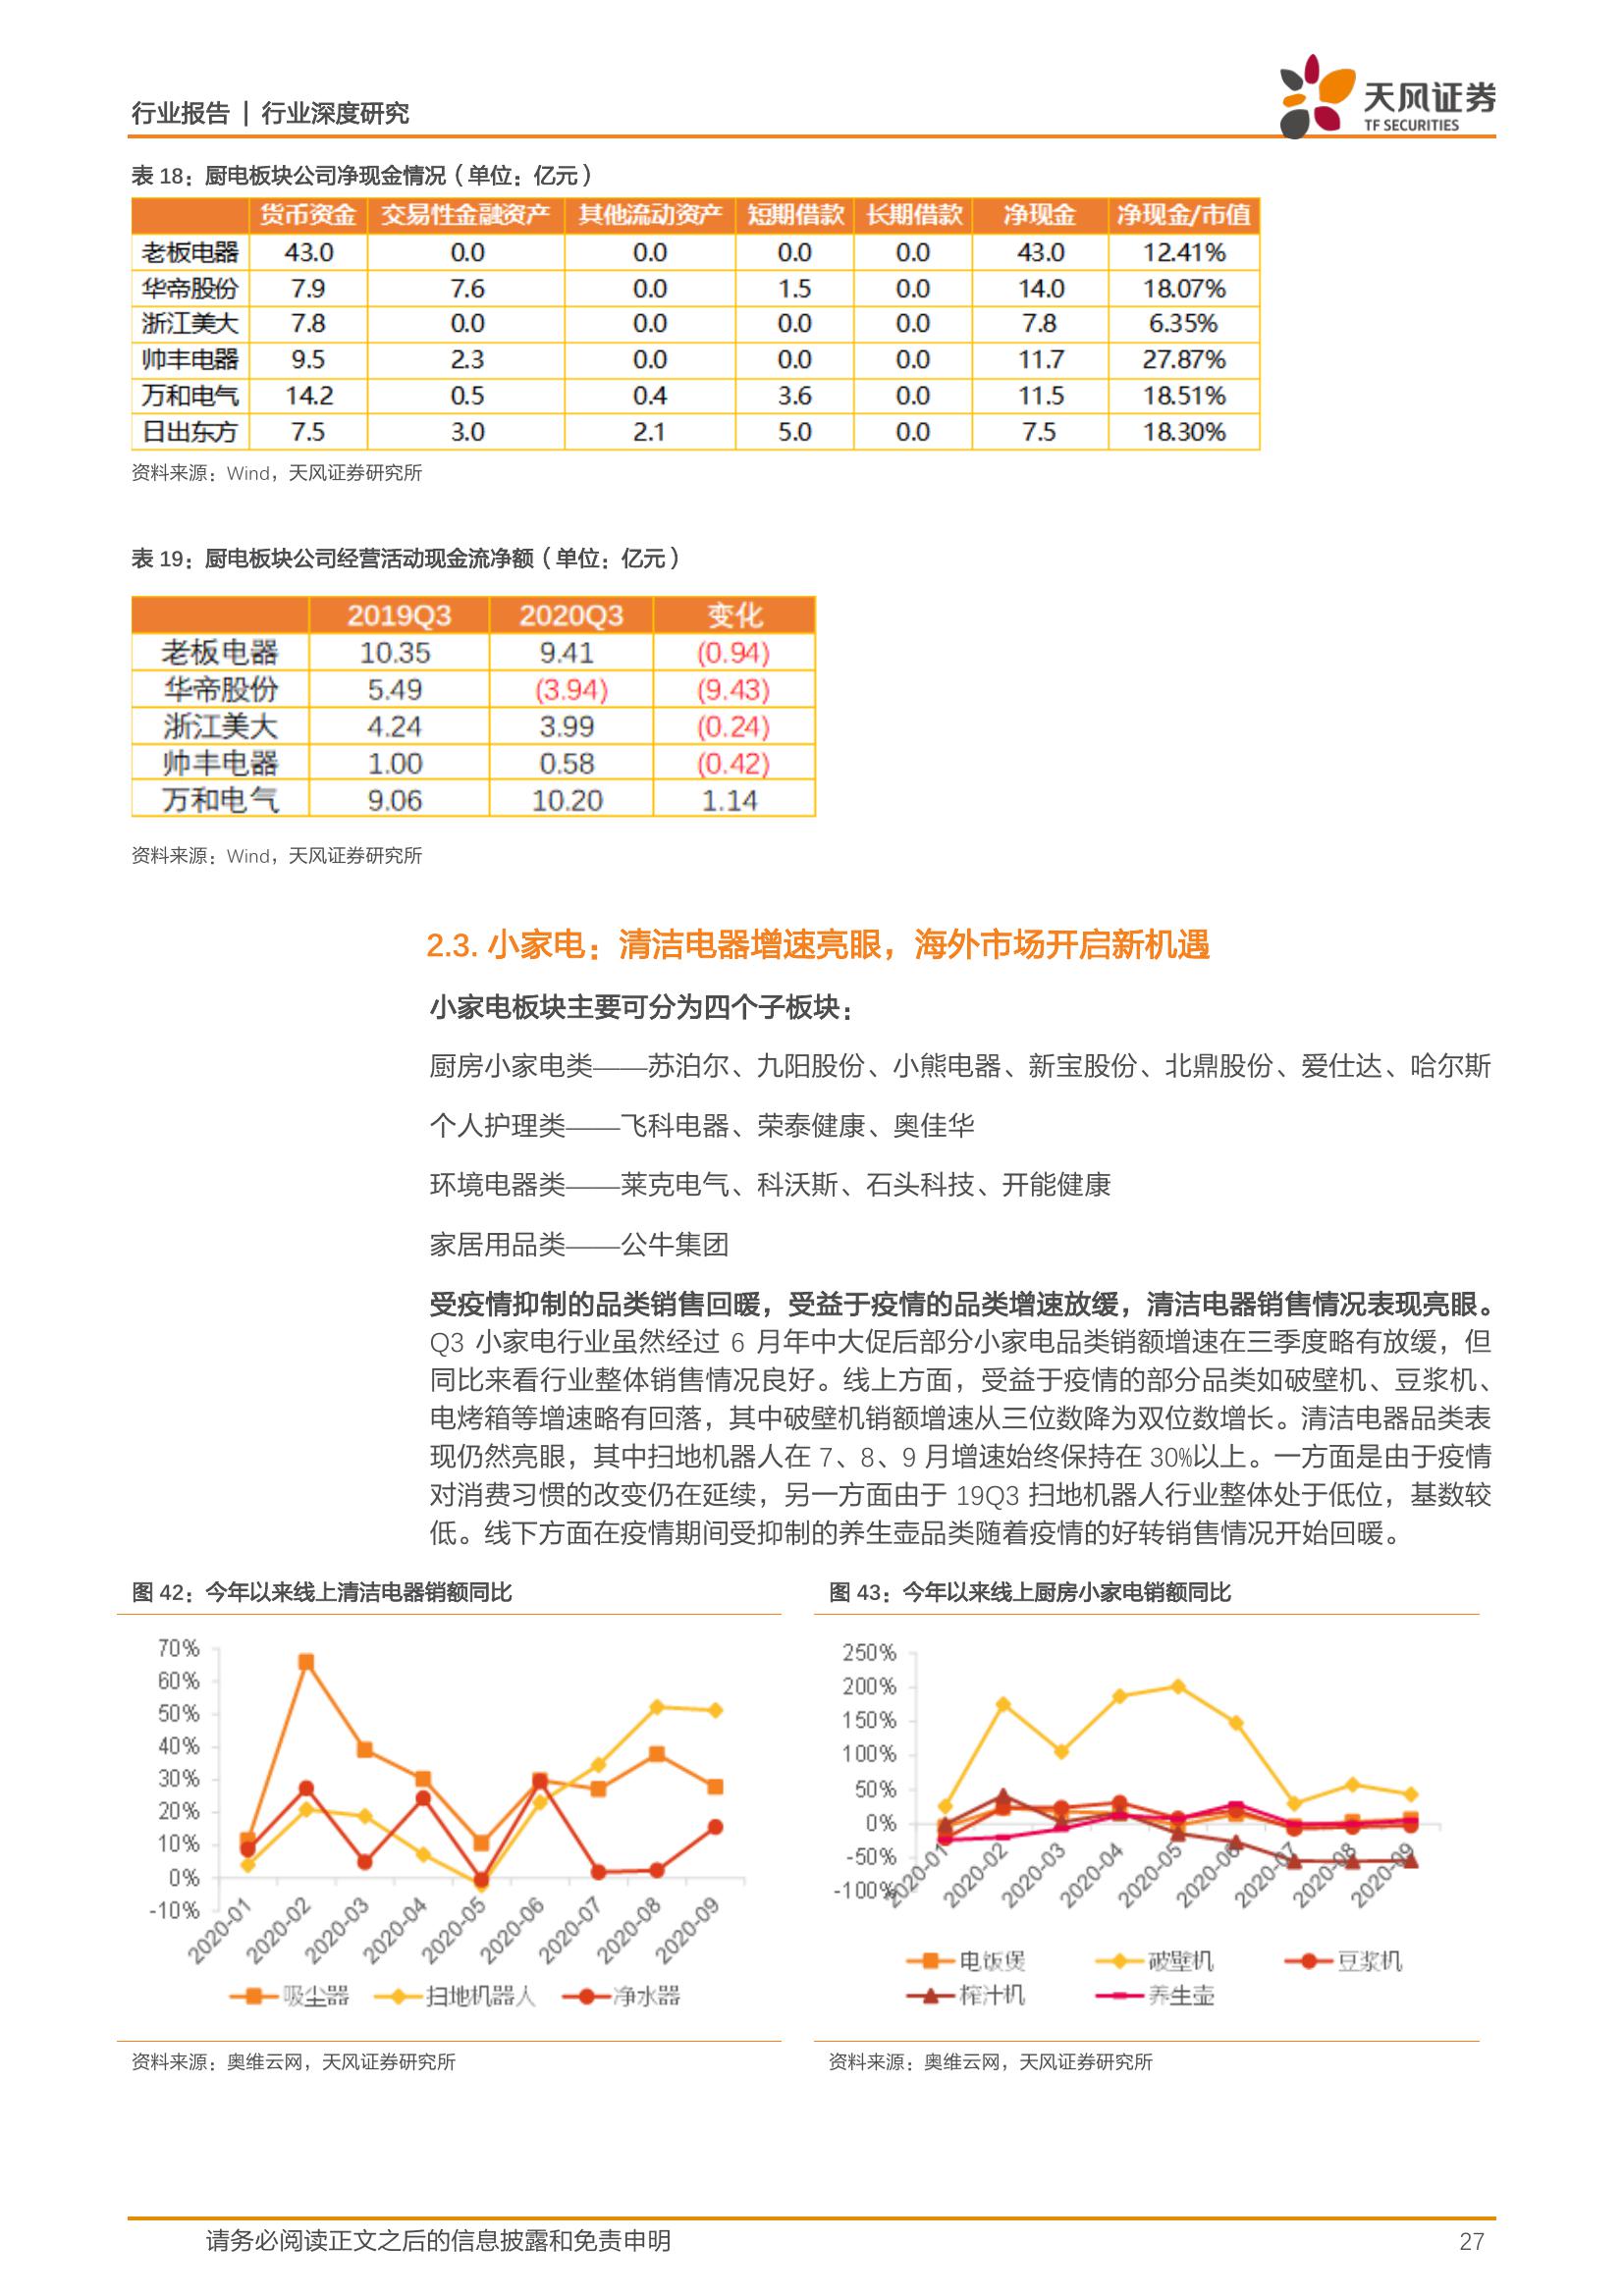 行业报告 | 行业深度研究
天风证券
TF SECURITIES
表 18：厨电板块公司净现金情况（单位：亿元）
货币资金 交易性金融资产 其他流动资产 短期借款 长期借款 净现金 净现金/市值
老板电器 43.0 0.0 0.0 0.0 0.0 43.0 12.41%
华帝股份 7.9 7.6 0.0 1.5 0.0 14.0 18.07%
浙江美大 7.8 0.0 0.0 0.0 0.0 7.8 6.35%
帅丰电器 9.5 2.3 0.0 0.0 0.0 11.7 27.87%
万和电气 14.2 0.5 0.4 3.6 0.0 11.5 18.51%
日出东方 7.5 3.0 2.1 5.0 0.0 7.5 18.30%
资料来源：Wind，天风证券研究所
表 19：厨电板块公司经营活动现金流净额（单位：亿元）
2019Q3 2020Q3 变化
老板电器 10.35 9.41 (0.94)
华帝股份 5.49 (3.94) (9.43)
浙江美大 4.24 3.99 (0.24)
帅丰电器 1.00 0.58 (0.42)
万和电气 9.06 10.20 1.14
资料来源：Wind，天风证券研究所
2.3. 小家电：清洁电器增速亮眼，海外市场开启新机遇
小家电板块主要可分为四个子板块：
厨房小家电类——苏泊尔、九阳股份、小熊电器、新宝股份、北鼎股份、爱仕达、哈尔斯
个人护理类——飞科电器、荣泰健康、奥佳华
环境电器类——莱克电气、科沃斯、石头科技、开能健康
家居用品类——公牛集团
受疫情抑制的品类销售回暖，受益于疫情的品类增速放缓，清洁电器销售情况表现亮眼。
Q3 小家电行业虽然经过 6 月年中大促后部分小家电品类销额增速在三季度略有放缓，但
同比来看行业整体销售情况良好。线上方面，受益于疫情的部分品类如破壁机、豆浆机、
电烤箱等增速略有回落，其中破壁机销额增速从三位数降为双位数增长。清洁电器品类表
现仍然亮眼，其中扫地机器人在 7、8、9 月增速始终保持在 30%以上。一方面是由于疫情
对消费习惯的改变仍在延续，另一方面由于 19Q3 扫地机器人行业整体处于低位，基数较
低。线下方面在疫情期间受抑制的养生壶品类随着疫情的好转销售情况开始回暖。
图 42：今年以来线上清洁电器销额同比
70%
60%
50%
40%
30%
20%
10%
0%
-10%
2020-01 2020-02 2020-03 2020-04 2020-05 2020-06 2020-07 2020-08 2020-09
吸尘器 扫地机器人 净水器
资料来源：奥维云网，天风证券研究所
图 43：今年以来线上厨房小家电销额同比
250%
200%
150%
100%
50%
0%
-50%
-100%
2020-01 2020-02 2020-03 2020-04 2020-05 2020-06 2020-07 2020-08 2020-09
电饭煲 破壁机 豆浆机
榨汁机 养生壶
资料来源：奥维云网，天风证券研究所
请务必阅读正文之后的信息披露和免责申明 27